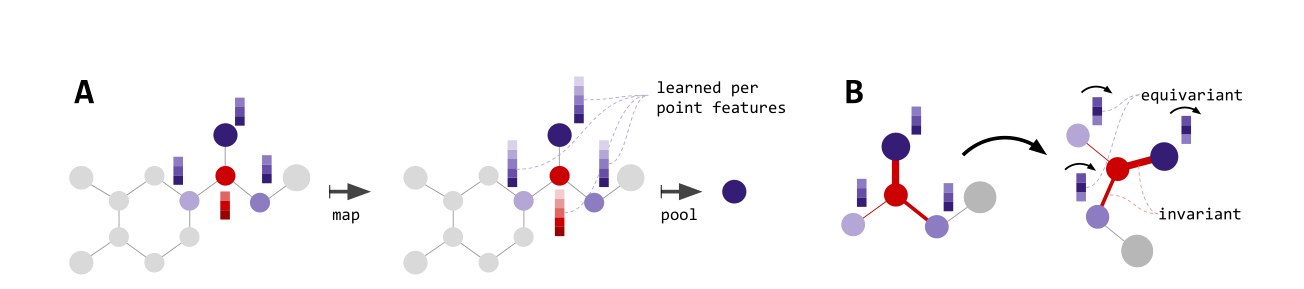 A
map
learned per
point features
pool
B
equivariant
invariant